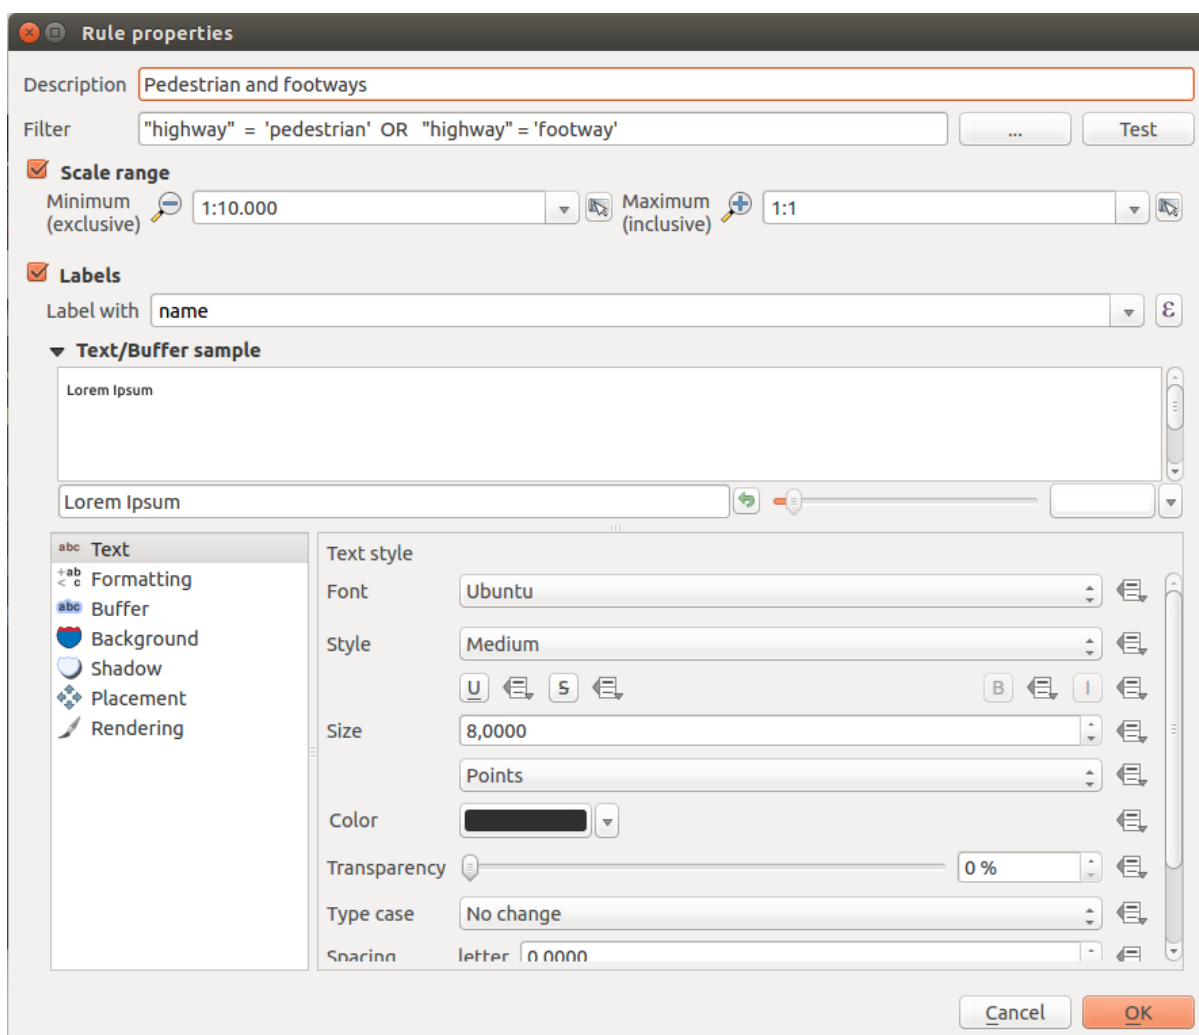 Rule properties
Description Pedestrian and footways
Filter "highway" = 'pedestrian' OR "highway" = 'footway' ... Test
Scale range
Minimum (exclusive) 1:10.000 Maximum (inclusive) 1:1
Labels
Label with name ε
Text/Buffer sample
Lorem Ipsum
Lorem Ipsum
abc Text
+ab < c Formatting
abc Buffer
Background
Shadow
Placement
Rendering
Text style
Font Ubuntu
Style Medium
U S B I
Size 8,0000
Points
Color
Transparency 0 %
Type case No change
Spacing letter 0,0000
Cancel OK